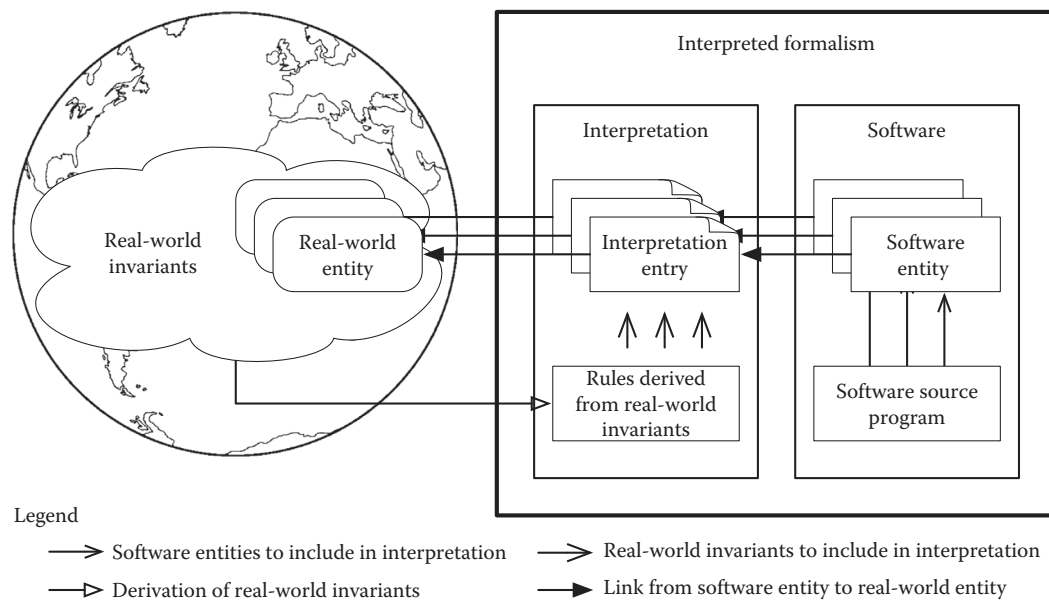 Interpreted formalism
Interpretation
Software
Real-world
invariants
Real-world
entity
Interpretation
entry
Software
entity
Rules derived
from real-world
invariants
Software source
program
Legend
Software entities to include in interpretation
Real-world invariants to include in interpretation
Derivation of real-world invariants
Link from software entity to real-world entity